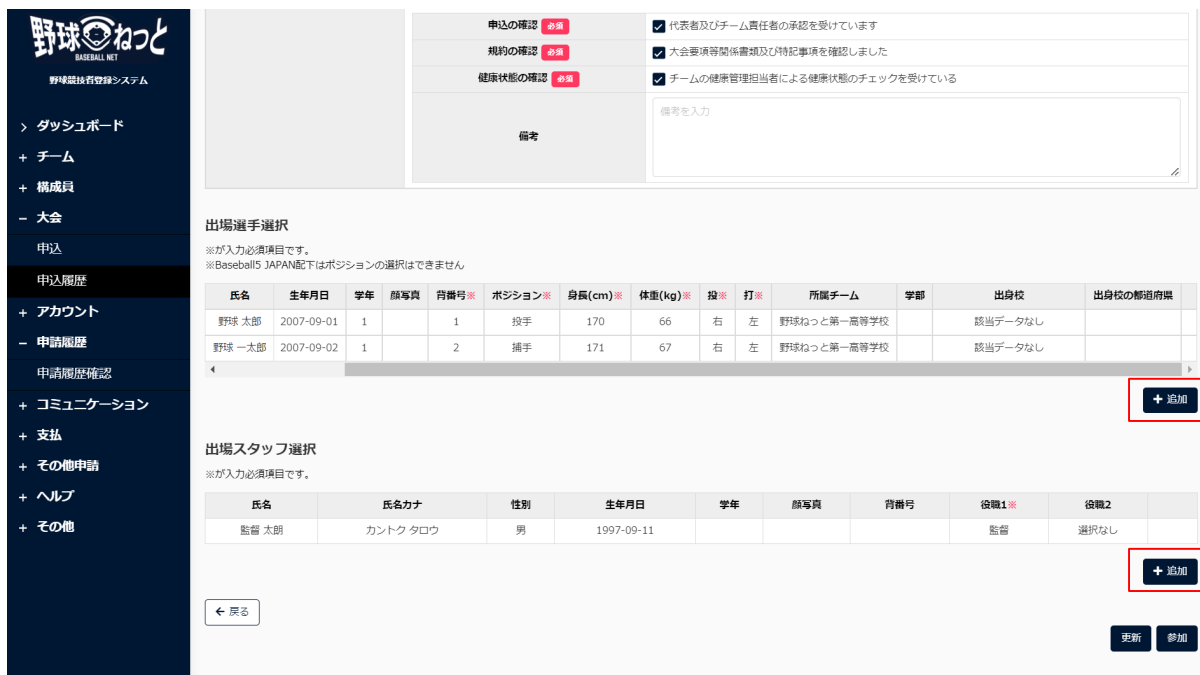 野球ねっと
BASEBALL NET
野球競技者登録システム
> ダッシュボード
+ チーム
+ 構成員
− 大会
申込
申込履歴
+ アカウント
− 申請履歴
申請履歴確認
+ コミュニケーション
+ 支払
+ その他申請
+ ヘルプ
+ その他
申込の確認 必須 代表者及びチーム責任者の承認を受けています
規約の確認 必須 大会要項等関係書類及び特記事項を確認しました
健康状態の確認 必須 チームの健康管理担当者による健康状態のチェックを受けている
備考 備考を入力
出場選手選択
※が入力必須項目です。
※Baseball5 JAPAN配下はポジションの選択はできません
氏名 生年月日 学年 顔写真 背番号※ ポジション※ 身長(cm)※ 体重(kg)※ 投※ 打※ 所属チーム 学部 出身校 出身校の都道府県
野球 太郎 2007-09-01 1 1 投手 170 66 右 左 野球ねっと第一高等学校 該当データなし
野球 一太郎 2007-09-02 1 2 捕手 171 67 右 左 野球ねっと第一高等学校 該当データなし
+ 追加
出場スタッフ選択
※が入力必須項目です。
氏名 氏名カナ 性別 生年月日 学年 顔写真 背番号 役職1※ 役職2
監督 太朗 カントク タロウ 男 1997-09-11 監督 選択なし
+ 追加
← 戻る
更新 参加